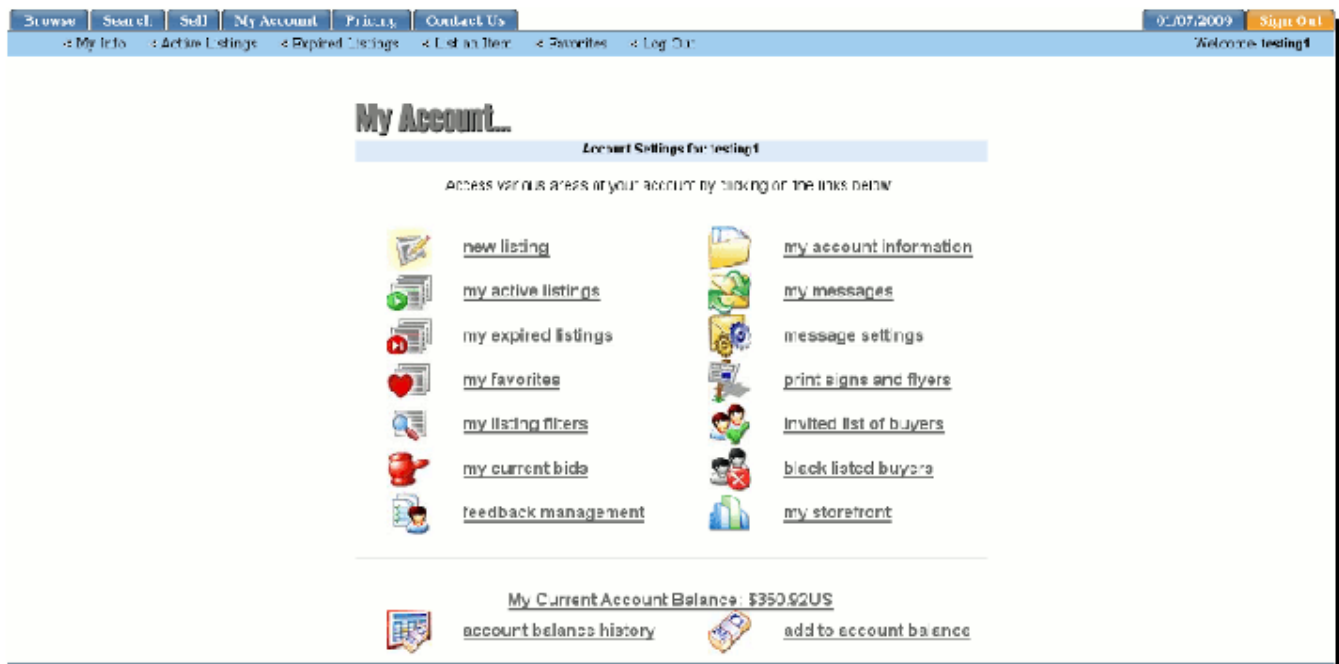 Browse Search Sell My Account Pricing Contact Us 01/07/2009 Sign Out
< My Info < Active Listings < Expired Listings < List an Item < Favorites < Log Out Welcome testing1
My Account...
Account Settings for testing1
Access various areas of your account by clicking on the links below
new listing my account information
my active listings my messages
my expired listings message settings
my favorites print signs and flyers
my listing filters invited list of buyers
my current bids black listed buyers
feedback management my storefront
My Current Account Balance: $350.92US
account balance history add to account balance